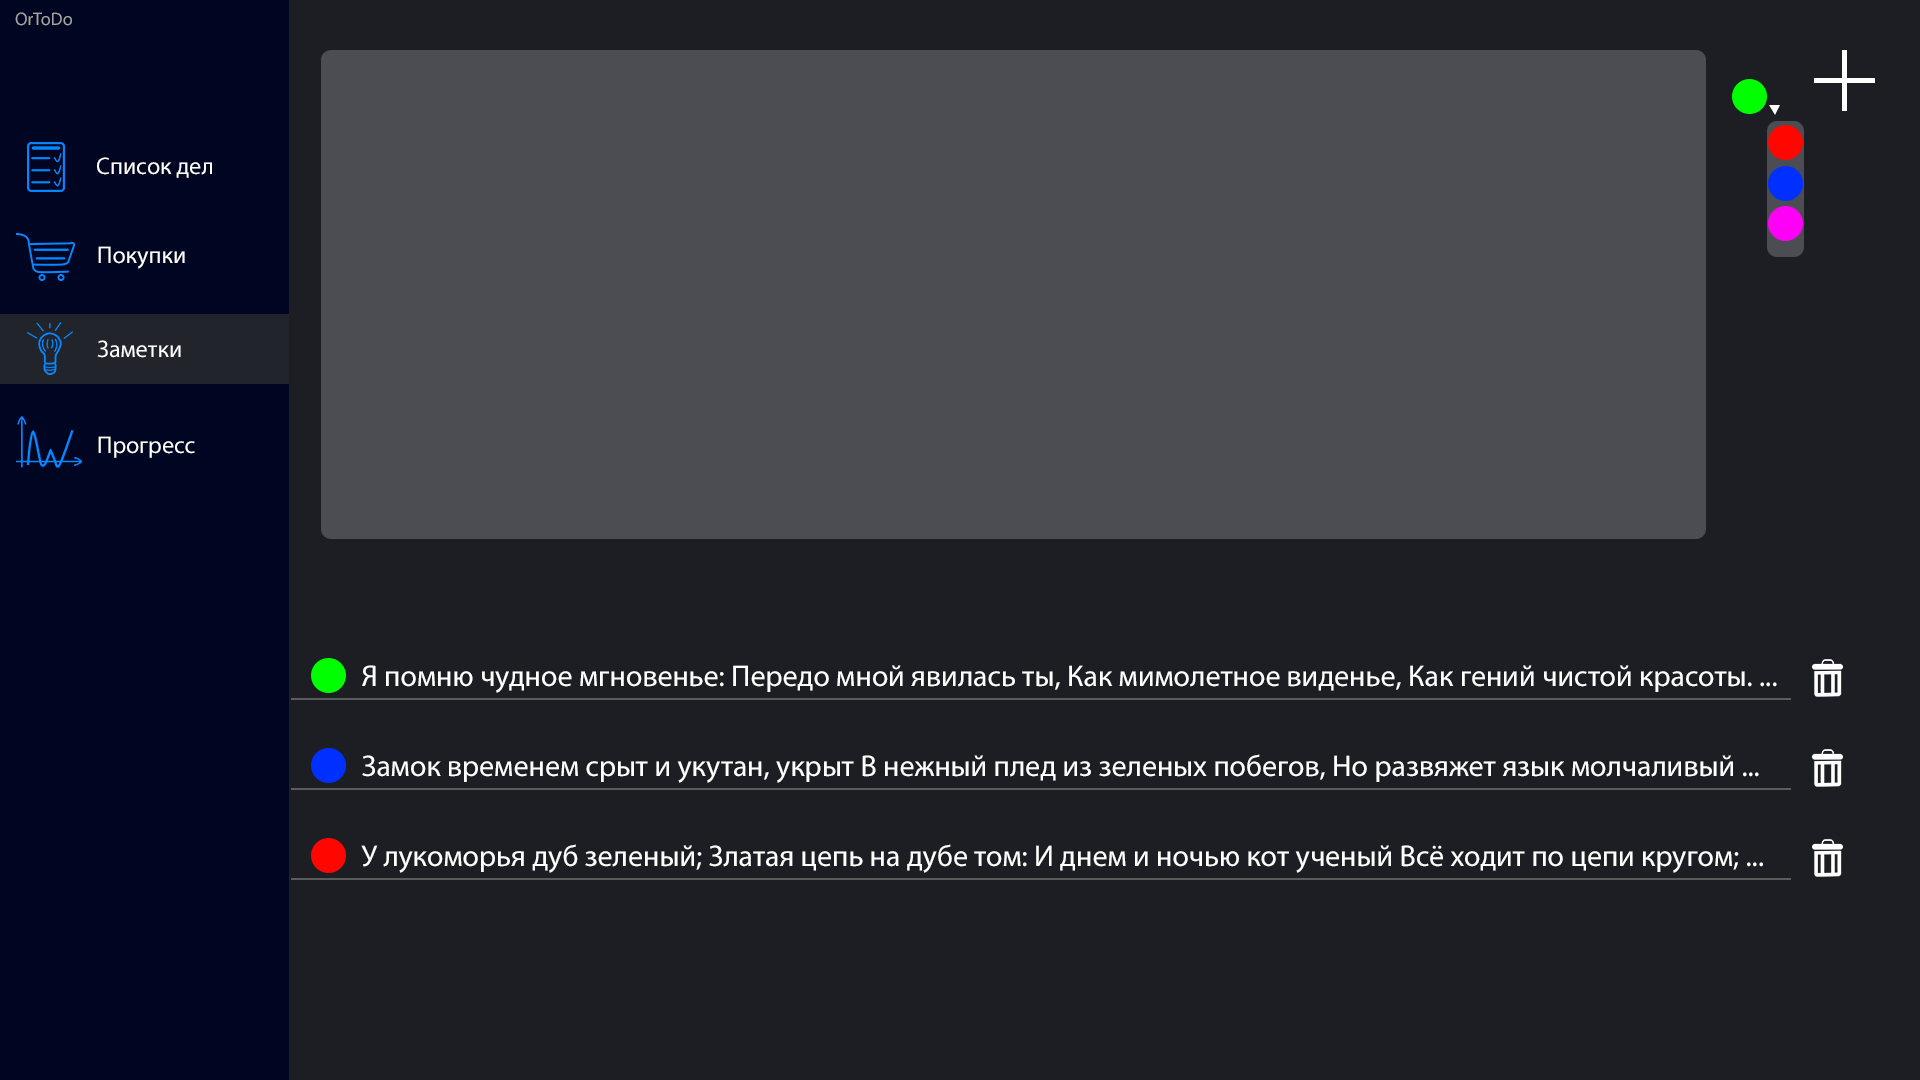 OrToDo
Список дел
Покупки
Заметки
Прогресс
Я помню чудное мгновенье: Передо мной явилась ты, Как мимолетное виденье, Как гений чистой красоты. ...
Замок временем срыт и укутан, укрыт В нежный плед из зеленых побегов, Но развяжет язык молчаливый ...
У лукоморья дуб зеленый; Златая цепь на дубе том: И днем и ночью кот ученый Всё ходит по цепи кругом; ...